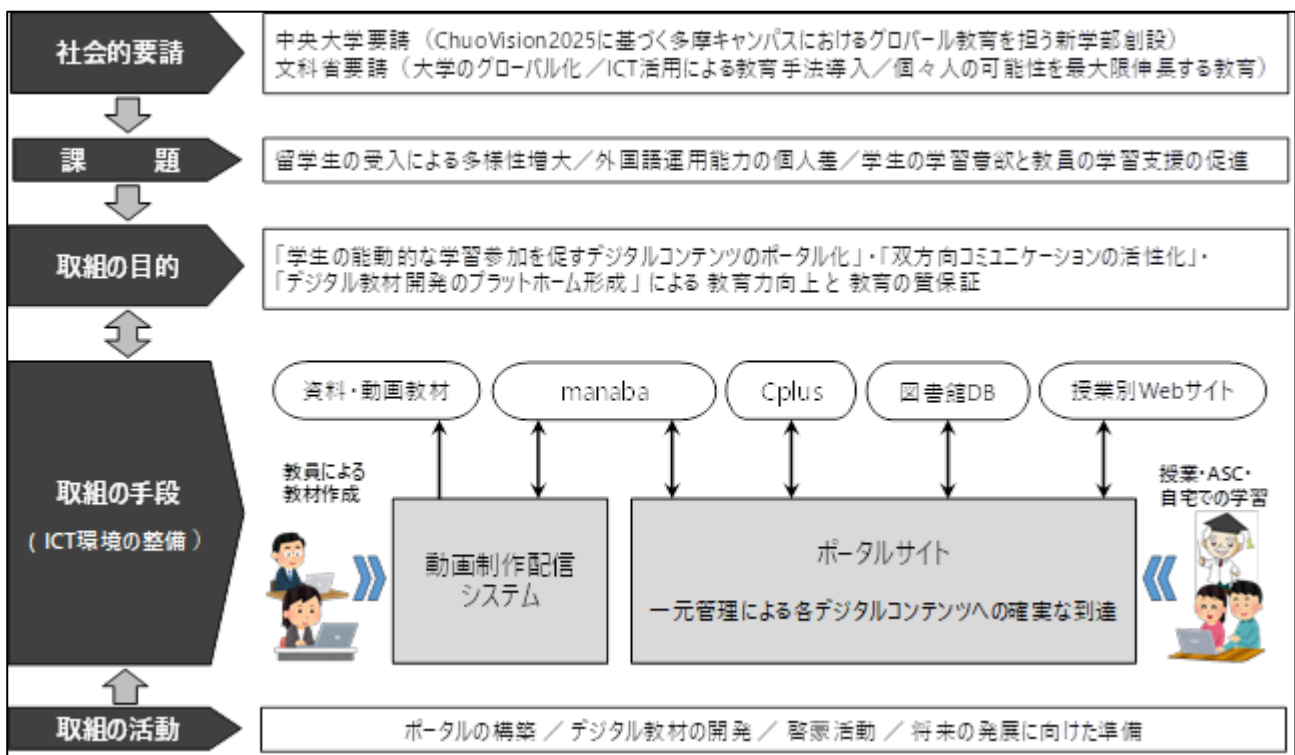 社会的要請
中央大学要請（ChuoVision2025に基づく多摩キャンパスにおけるグローバル教育を担う新学部創設）
文科省要請（大学のグローバル化／ICT活用による教育手法導入／個々人の可能性を最大限伸長する教育）
課　題
留学生の受入による多様性増大／外国語運用能力の個人差／学生の学習意欲と教員の学習支援の促進
取組の目的
「学生の能動的な学習参加を促すデジタルコンテンツのポータル化」・「双方向コミュニケーションの活性化」・
「デジタル教材開発のプラットホーム形成」による 教育力向上と 教育の質保証
取組の手段
（ICT環境の整備）
資料・動画教材
manaba
Cplus
図書館DB
授業別Webサイト
教員による
教材作成
動画制作配信
システム
ポータルサイト
一元管理による各デジタルコンテンツへの確実な到達
授業・ASC・
自宅での学習
取組の活動
ポータルの構築 ／ デジタル教材の開発 ／ 啓蒙活動 ／ 将来の発展に向けた準備